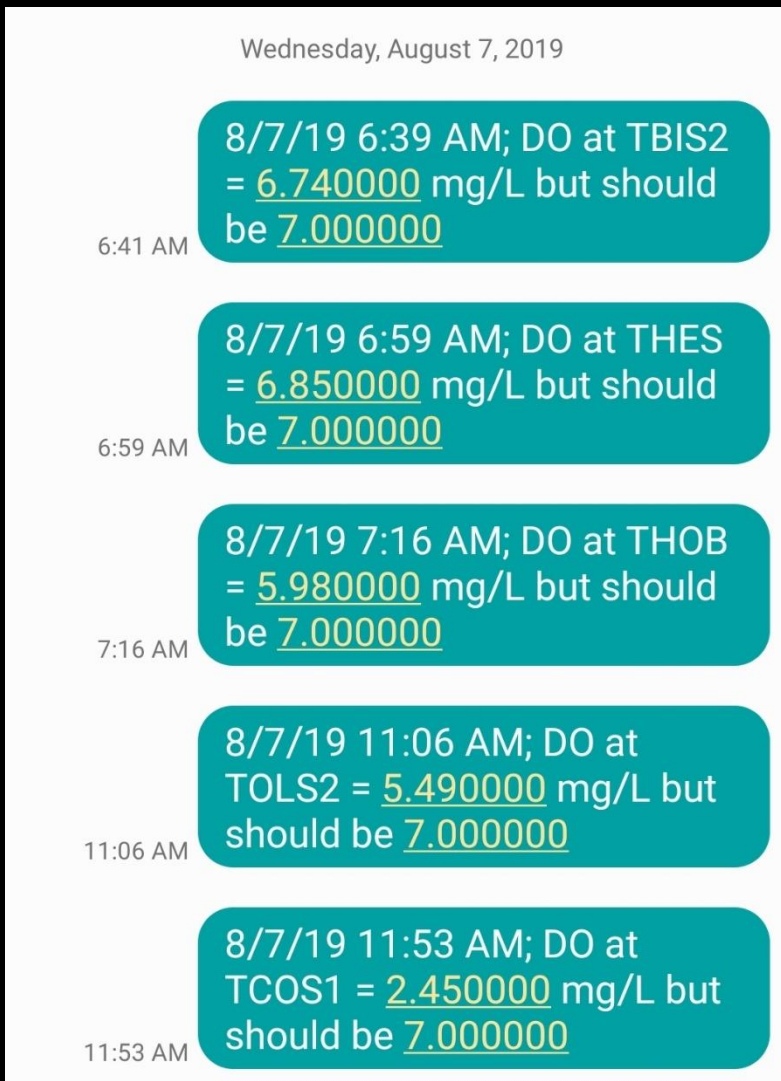 Wednesday, August 7, 2019
8/7/19 6:39 AM; DO at TBIS2
= 6.740000 mg/L but should
be 7.000000
6:41 AM
8/7/19 6:59 AM; DO at THES
= 6.850000 mg/L but should
be 7.000000
6:59 AM
8/7/19 7:16 AM; DO at THOB
= 5.980000 mg/L but should
be 7.000000
7:16 AM
8/7/19 11:06 AM; DO at
TOLS2 = 5.490000 mg/L but
should be 7.000000
11:06 AM
8/7/19 11:53 AM; DO at
TCOS1 = 2.450000 mg/L but
should be 7.000000
11:53 AM